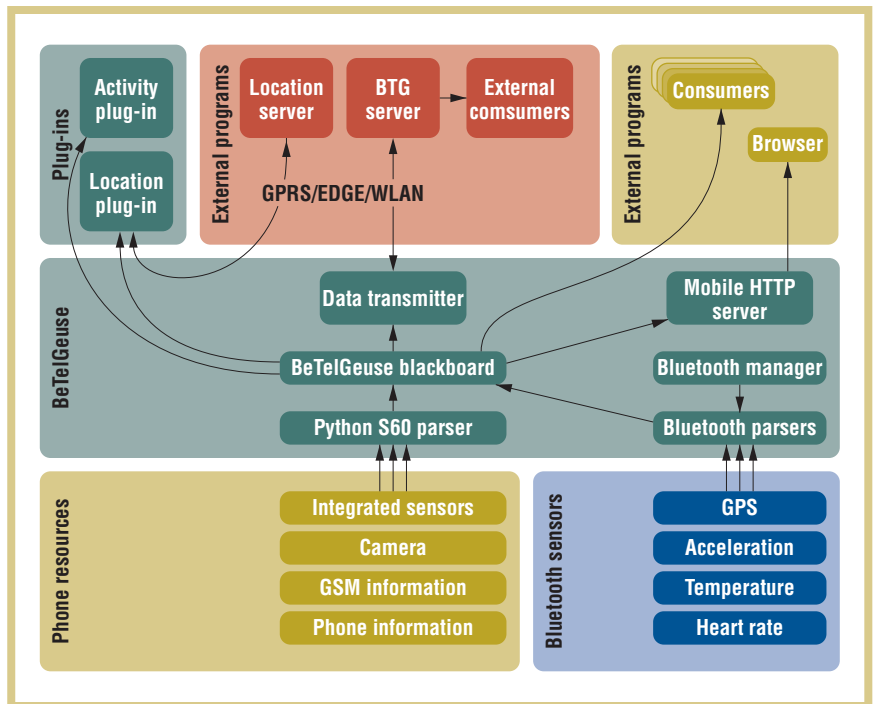 Plug-ins
Activity
plug-in
Location
plug-in
External programs
Location
server
BTG
server
External
comsumers
GPRS/EDGE/WLAN
External programs
Consumers
Browser
BeTelGeuse
Data transmitter
Mobile HTTP
server
BeTelGeuse blackboard
Bluetooth manager
Python S60 parser
Bluetooth parsers
Phone resources
Integrated sensors
Camera
GSM information
Phone information
Bluetooth sensors
GPS
Acceleration
Temperature
Heart rate